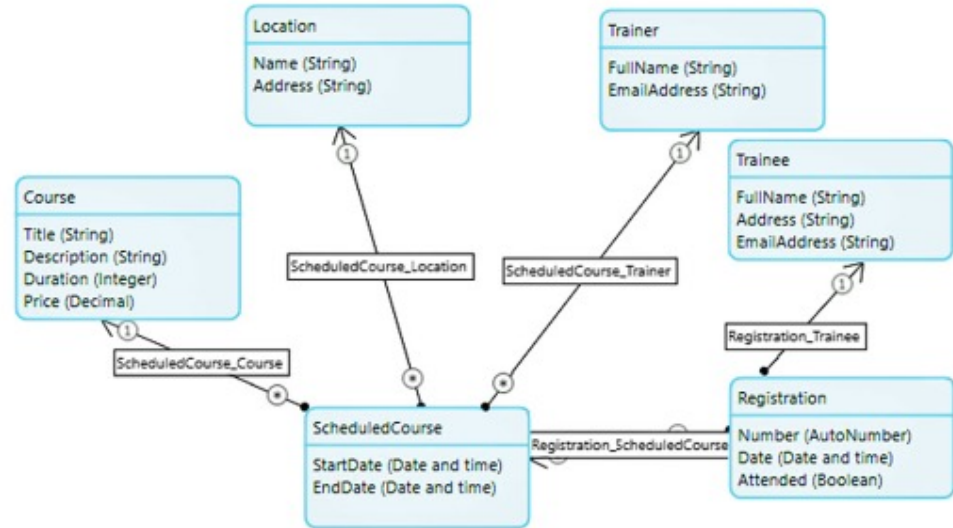 Location
Name (String)
Address (String)
Trainer
FullName (String)
EmailAddress (String)
Trainee
FullName (String)
Address (String)
EmailAddress (String)
Course
Title (String)
Description (String)
Duration (Integer)
Price (Decimal)
1
1
1
1
ScheduledCourse_Location
ScheduledCourse_Trainer
Registration_Trainee
ScheduledCourse_Course
*
*
*
ScheduledCourse
StartDate (Date and time)
EndDate (Date and time)
Registration_ScheduledCourse
Registration
Number (AutoNumber)
Date (Date and time)
Attended (Boolean)